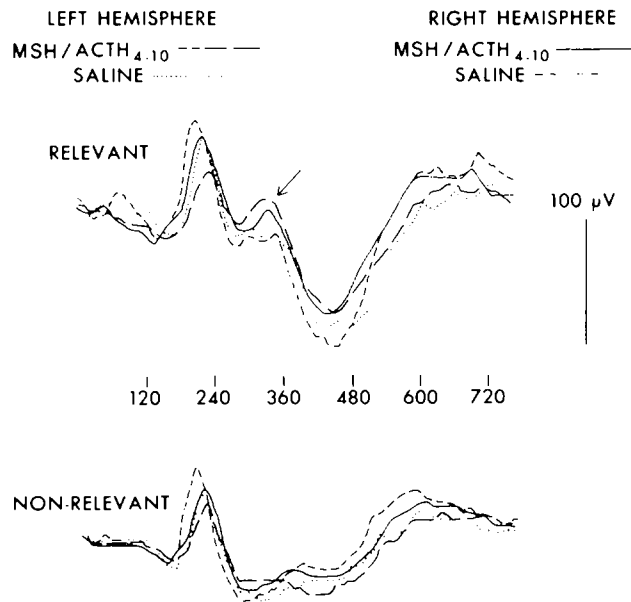 LEFT HEMISPHERE
MSH/ACTH4-10
SALINE
RIGHT HEMISPHERE
MSH/ACTH4-10
SALINE
RELEVANT
100 μV
120 240 360 480 600 720
NON-RELEVANT